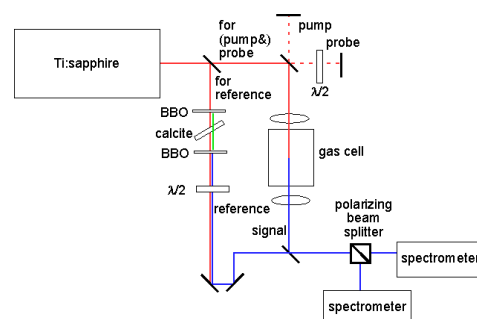 for
(pump&)
probe
pump
probe
Ti:sapphire
λ/2
for
reference
BBO
calcite
BBO
gas cell
λ/2
reference
signal
polarizing
beam
splitter
spectrometer
spectrometer